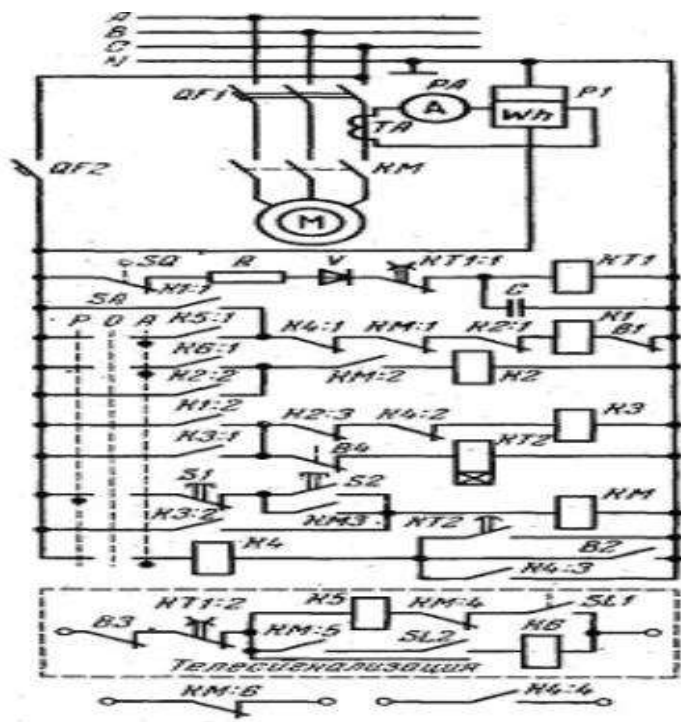 A
B
C
N
QF1
PA
A
P1
Wh
TA
QF2
KM
M
SQ
R
V
KT1:1
KT1
K1:1
C
SA
P O A
K5:1
K4:1
KM:1
K2:1
K1
B1
K6:1
KM:2
K2
K2:2
K1:2
K2:3
K4:2
K3
K3:1
B4
KT2
S1
S2
KM
K3:2
KM3
KT2
K4
B2
K4:3
K5
SL1
KT1:2
KM:4
B3
KM:5
SL2
K6
Телесигнализация
KM:6
K4:4